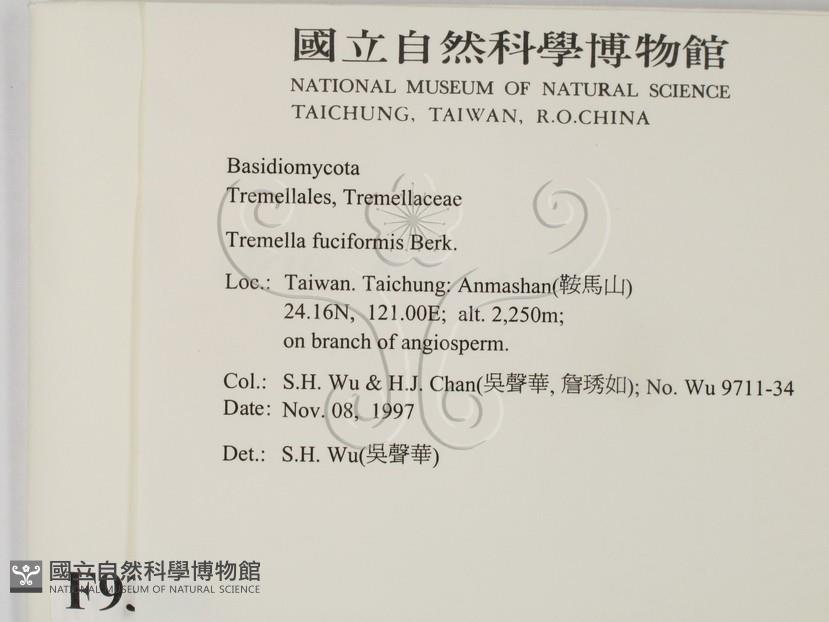 國立自然科學博物館
NATIONAL MUSEUM OF NATURAL SCIENCE
TAICHUNG, TAIWAN, R.O.CHINA
Basidiomycota
Tremellales, Tremellaceae
Tremella fuciformis Berk.
Loc.: Taiwan. Taichung: Anmashan(鞍馬山)
24.16N, 121.00E; alt. 2,250m;
on branch of angiosperm.
Col.: S.H. Wu & H.J. Chan(吳聲華, 詹琇如); No. Wu 9711-34
Date: Nov. 08, 1997
Det.: S.H. Wu(吳聲華)
國立自然科學博物館
NATIONAL MUSEUM OF NATURAL SCIENCE